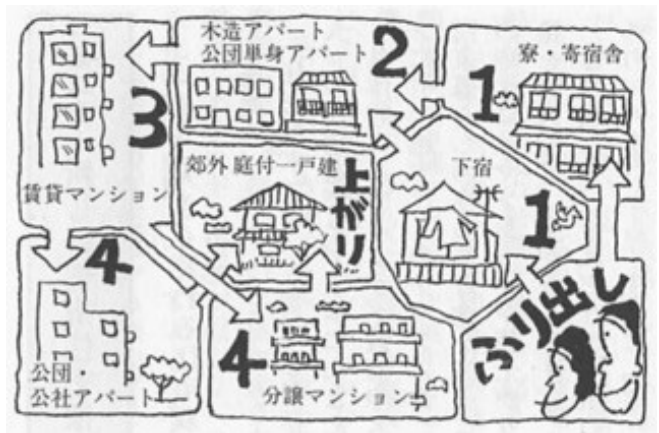 木造アパート
公団単身アパート
2
寮・寄宿舎
1
3
賃貸マンション
郊外 庭付一戸建
上がり
下宿
1
4
公団・
公社アパート
4
分譲マンション
ふり出し